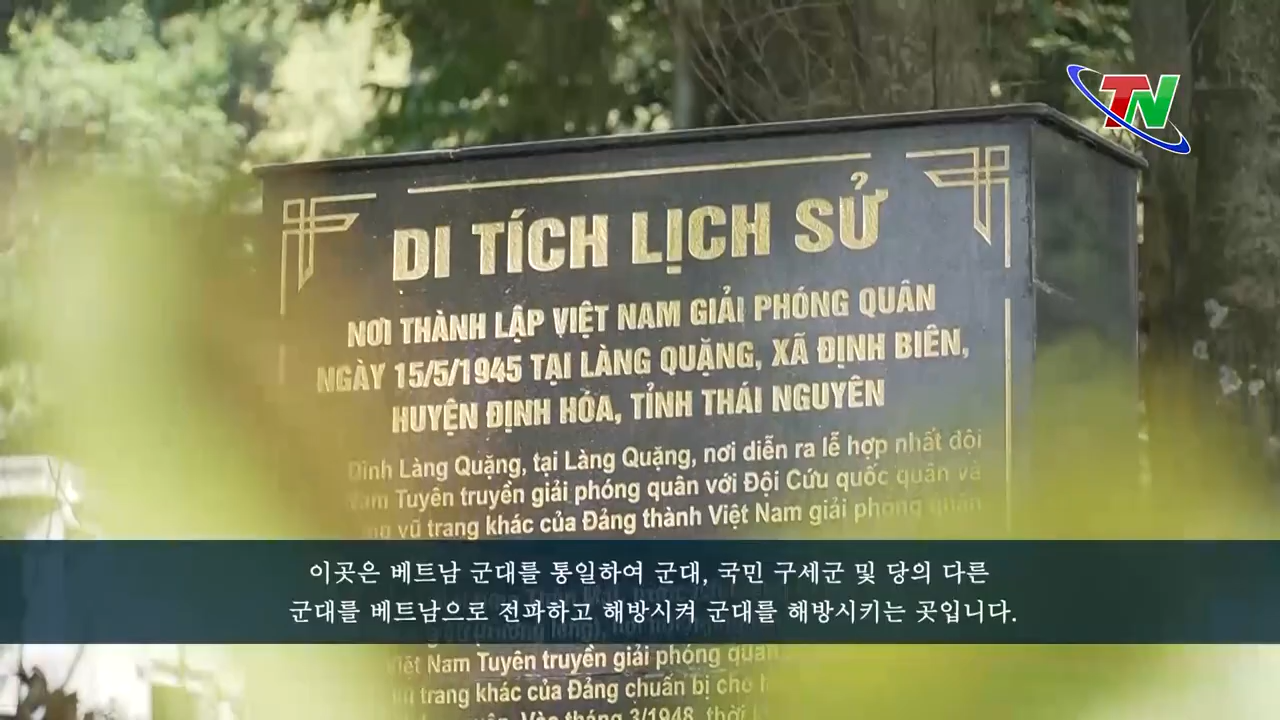 TN
DI TÍCH LỊCH SỬ
NƠI THÀNH LẬP VIỆT NAM GIẢI PHÓNG QUÂN
NGÀY 15/5/1945 TẠI LÀNG QUẶNG, XÃ ĐỊNH BIÊN,
HUYỆN ĐỊNH HÓA, TỈNH THÁI NGUYÊN
Đình Làng Quặng, tại Làng Quặng, nơi diễn ra lễ hợp nhất đội
Nam Tuyên truyền giải phóng quân với Đội Cứu quốc quân và
vũ trang khác của Đảng thành Việt Nam giải phóng quân
이곳은 베트남 군대를 통일하여 군대, 국민 구세군 및 당의 다른
군대를 베트남으로 전파하고 해방시켜 군대를 해방시키는 곳입니다.
Việt Nam Tuyên truyền giải phóng quân
vũ trang khác của Đảng chuẩn bị cho
Vào tháng 3/1948, thời